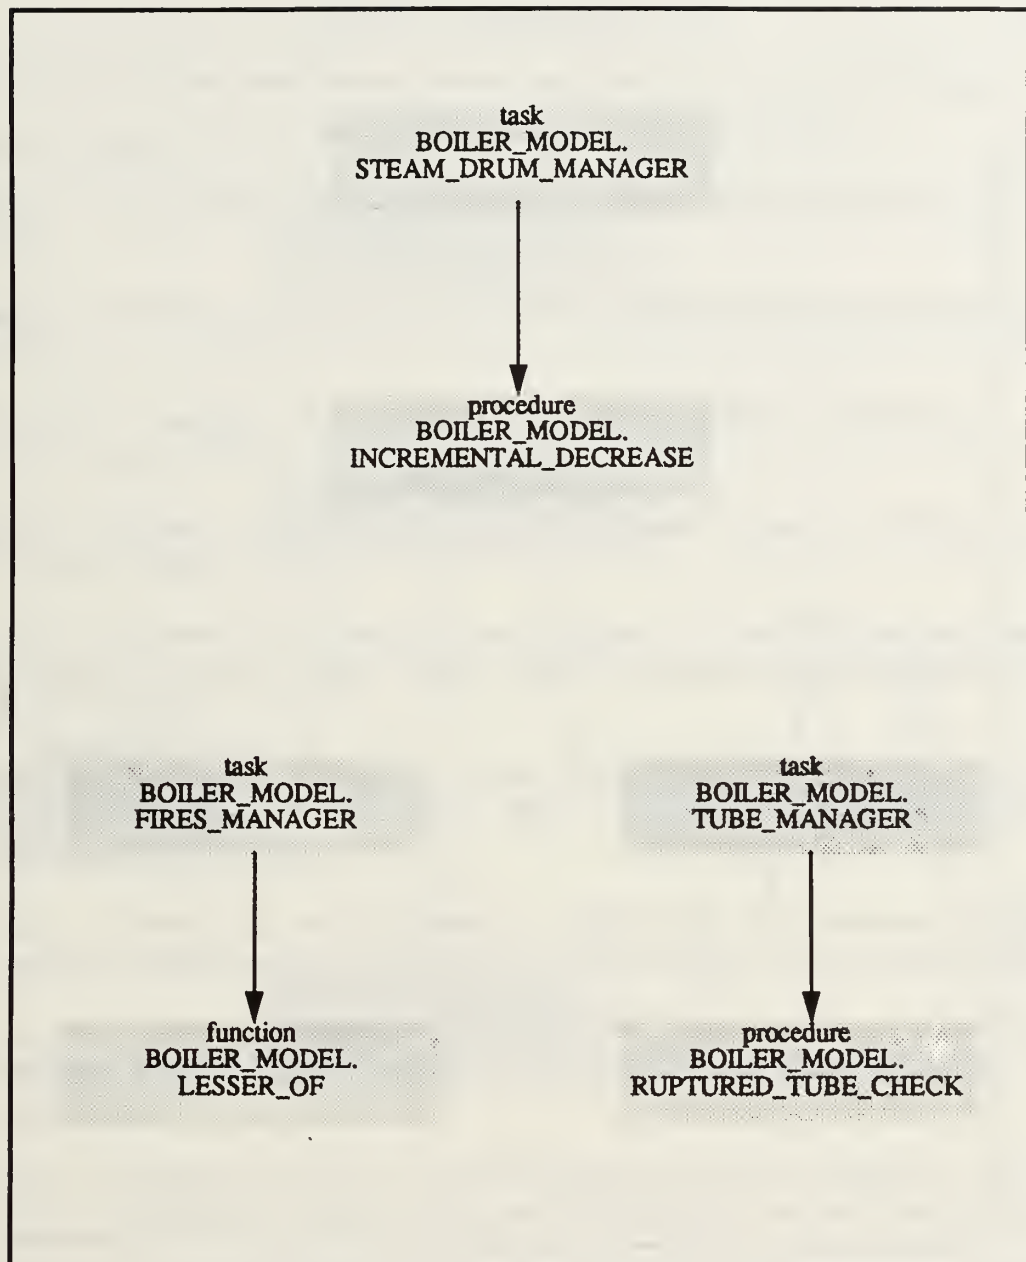 task
BOILER_MODEL.
STEAM_DRUM_MANAGER
procedure
BOILER_MODEL.
INCREMENTAL_DECREASE
task
BOILER_MODEL.
FIRES_MANAGER
task
BOILER_MODEL.
TUBE_MANAGER
function
BOILER_MODEL.
LESSER_OF
procedure
BOILER_MODEL.
RUPTURED_TUBE_CHECK